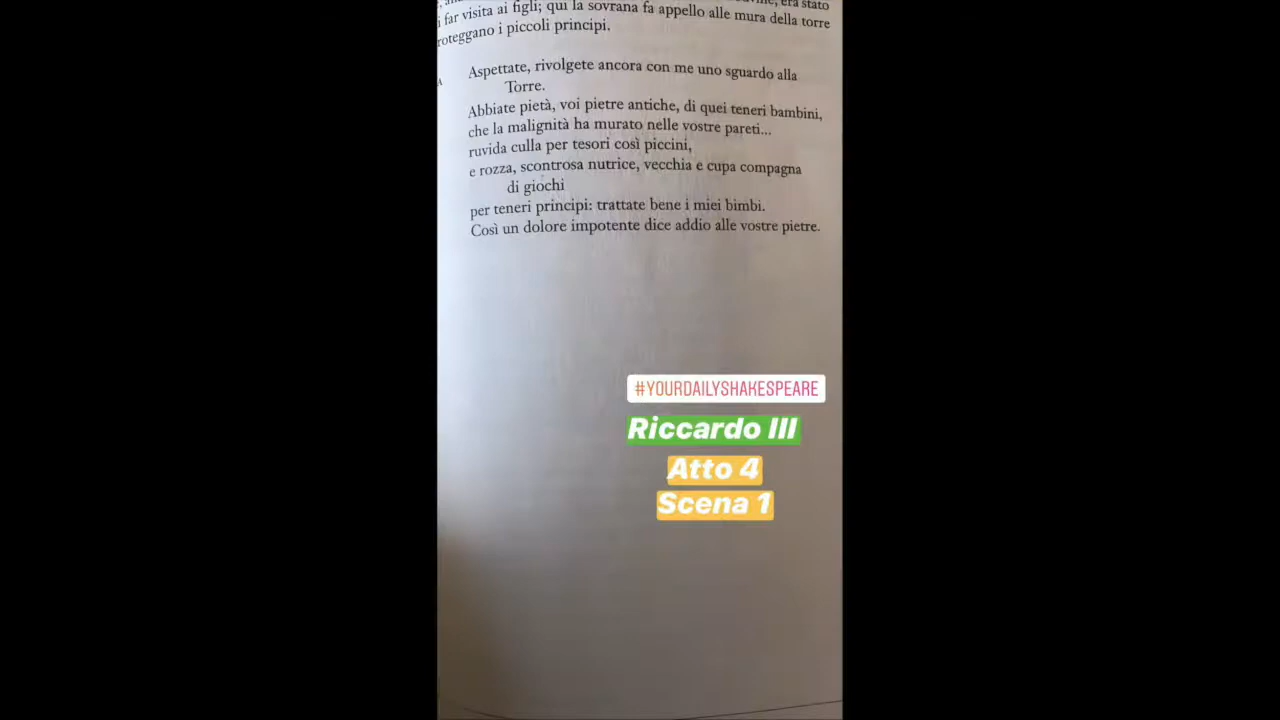 era stato
i far visita ai figli; qui la sovrana fa appello alle mura della torre
roteggano i piccoli principi.
A
Aspettate, rivolgete ancora con me uno sguardo alla
Torre.
Abbiate pietà, voi pietre antiche, di quei teneri bambini,
che la malignità ha murato nelle vostre pareti...
ruvida culla per tesori così piccini,
e rozza, scontrosa nutrice, vecchia e cupa compagna
di giochi
per teneri principi: trattate bene i miei bimbi.
Così un dolore impotente dice addio alle vostre pietre.
#YOURDAILYSHAKESPEARE
Riccardo III
Atto 4
Scena 1